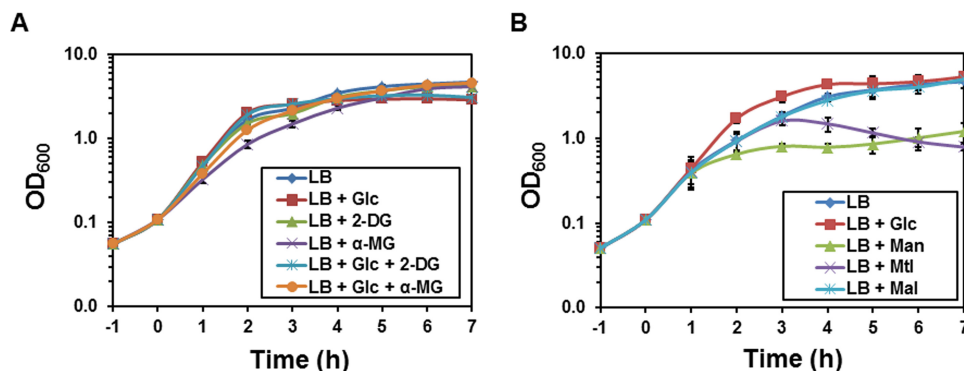 A
OD600
10.0
1.0
0.1
0.0
-1 0 1 2 3 4 5 6 7
Time (h)
LB
LB + Glc
LB + 2-DG
LB + α-MG
LB + Glc + 2-DG
LB + Glc + α-MG
B
OD600
10.0
1.0
0.1
0.0
-1 0 1 2 3 4 5 6 7
Time (h)
LB
LB + Glc
LB + Man
LB + Mtl
LB + Mal